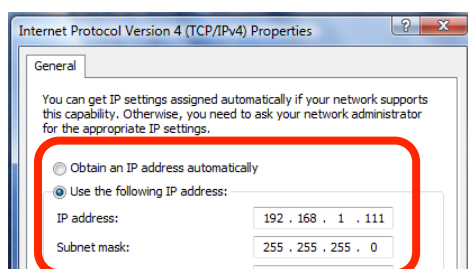 Internet Protocol Version 4 (TCP/IPv4) Properties
General
You can get IP settings assigned automatically if your network supports
this capability. Otherwise, you need to ask your network administrator
for the appropriate IP settings.
Obtain an IP address automatically
Use the following IP address:
IP address: 192 . 168 . 1 . 111
Subnet mask: 255 . 255 . 255 . 0